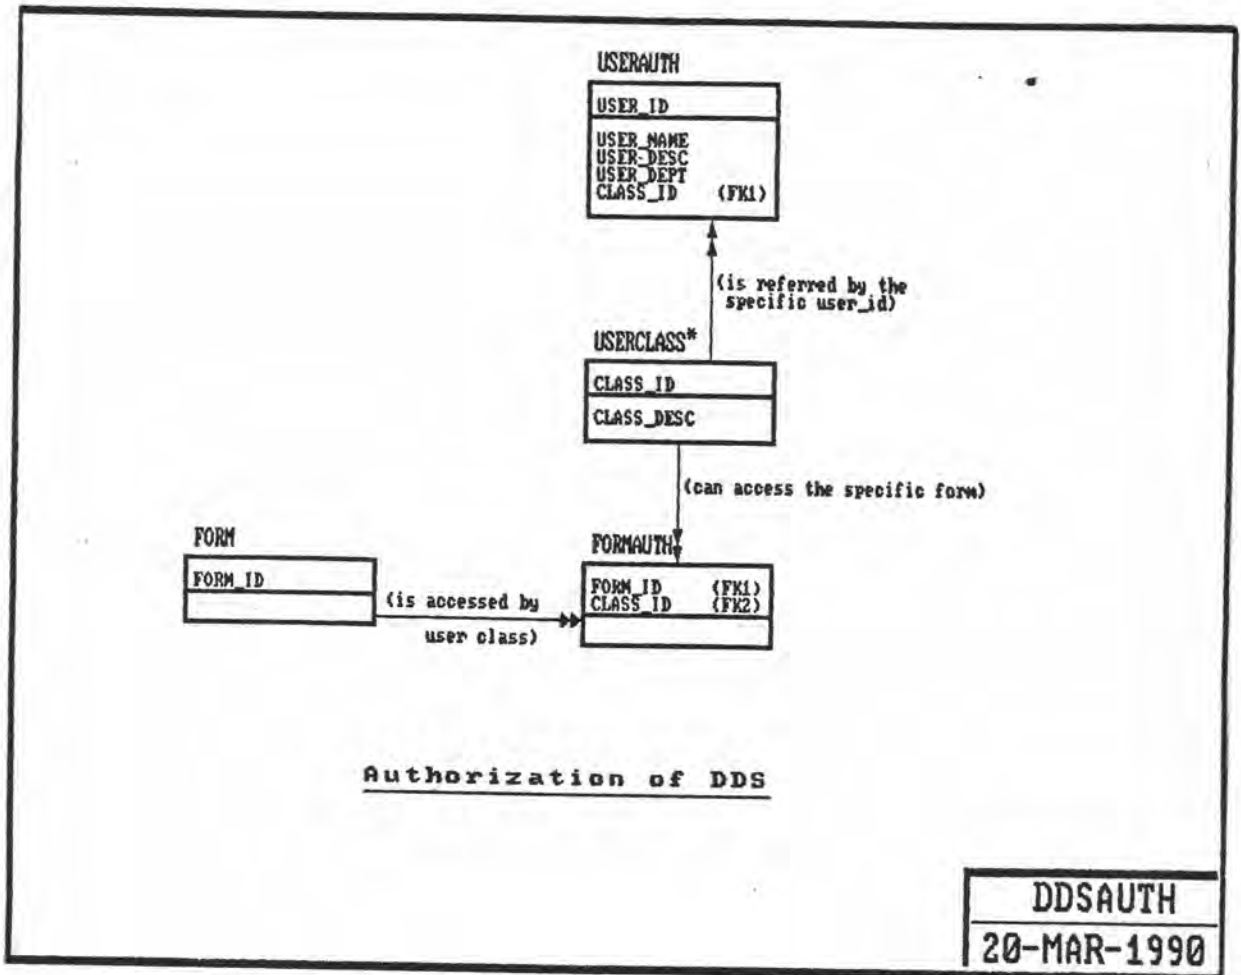 USERAUTH
USER_ID
USER_NAME
USER-DESC
USER_DEPT
CLASS_ID (FK1)
(is referred by the
specific user_id)
USERCLASS*
CLASS_ID
CLASS_DESC
(can access the specific form)
FORM
FORM_ID
(is accessed by
user class)
FORMAUTH
FORM_ID (FK1)
CLASS_ID (FK2)
Authorization of DDS
DDSAUTH
20-MAR-1990